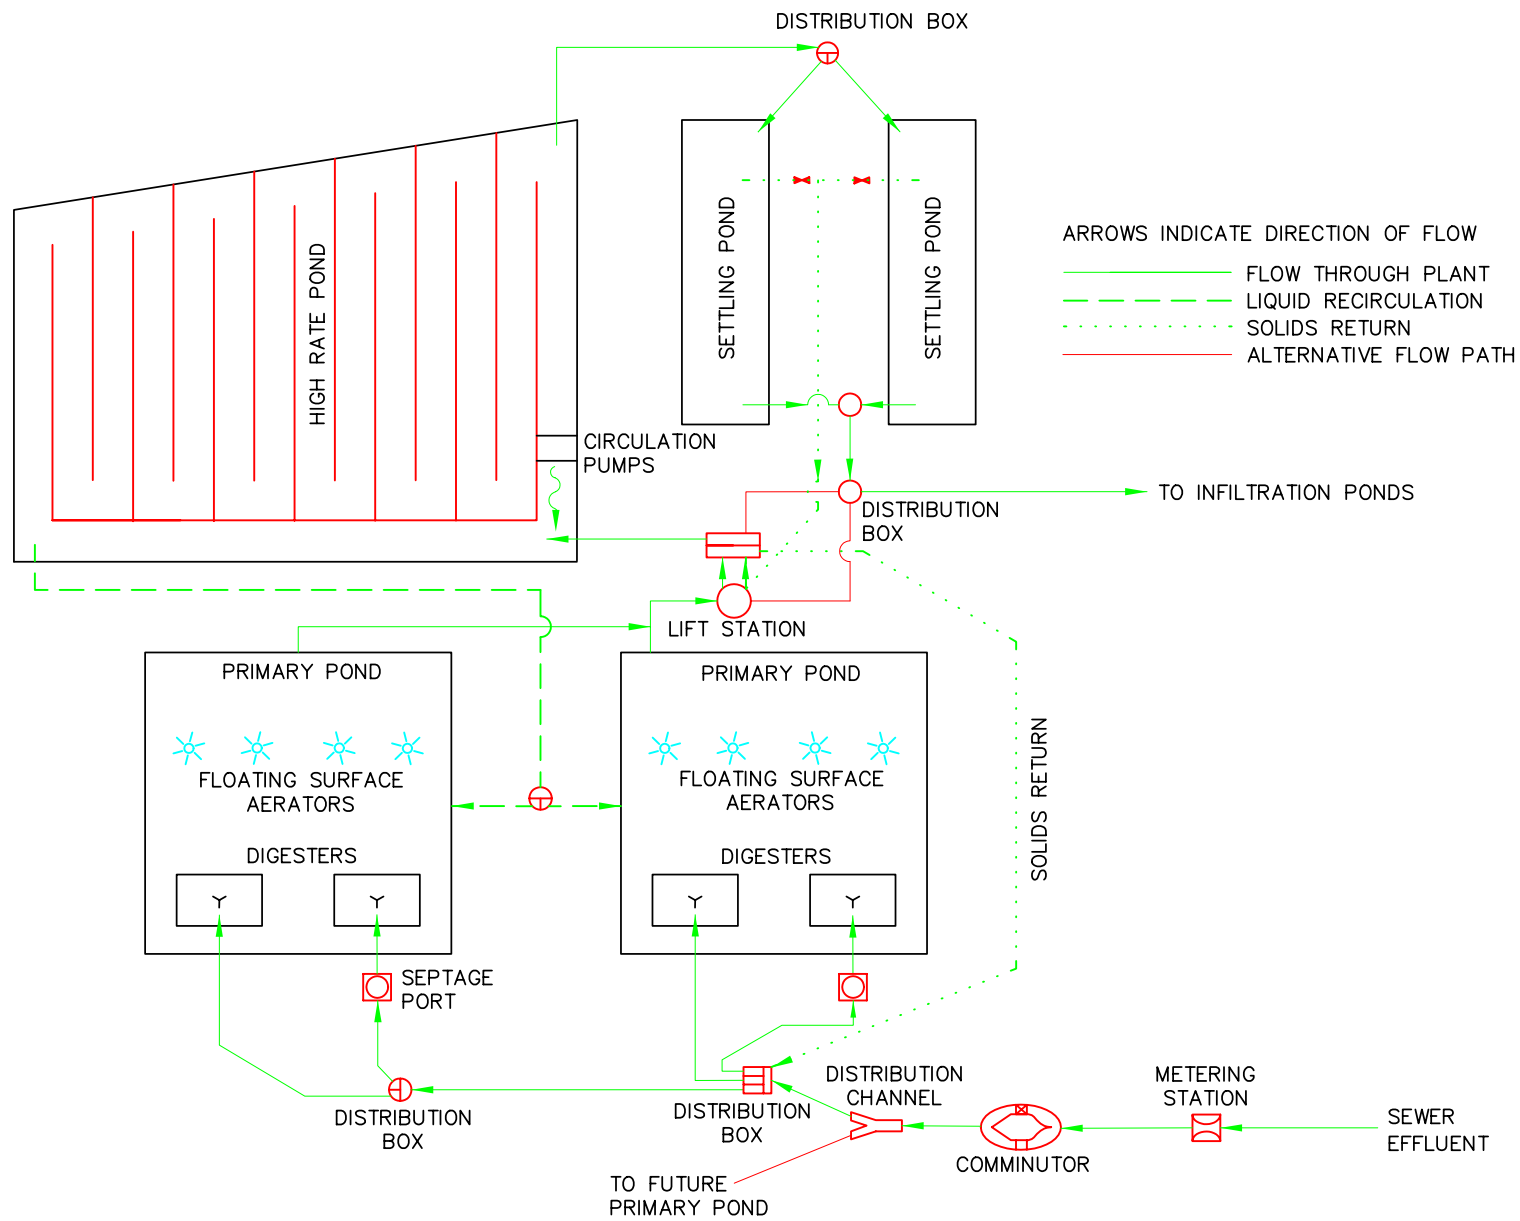 DISTRIBUTION BOX
HIGH RATE POND
SETTLING POND
SETTLING POND
ARROWS INDICATE DIRECTION OF FLOW
FLOW THROUGH PLANT
LIQUID RECIRCULATION
SOLIDS RETURN
ALTERNATIVE FLOW PATH
CIRCULATION
PUMPS
TO INFILTRATION PONDS
DISTRIBUTION
BOX
LIFT STATION
PRIMARY POND
FLOATING SURFACE
AERATORS
DIGESTERS
PRIMARY POND
FLOATING SURFACE
AERATORS
DIGESTERS
SOLIDS RETURN
SEPTAGE
PORT
DISTRIBUTION
BOX
DISTRIBUTION
BOX
DISTRIBUTION
CHANNEL
METERING
STATION
SEWER
EFFLUENT
COMMINUTOR
TO FUTURE
PRIMARY POND